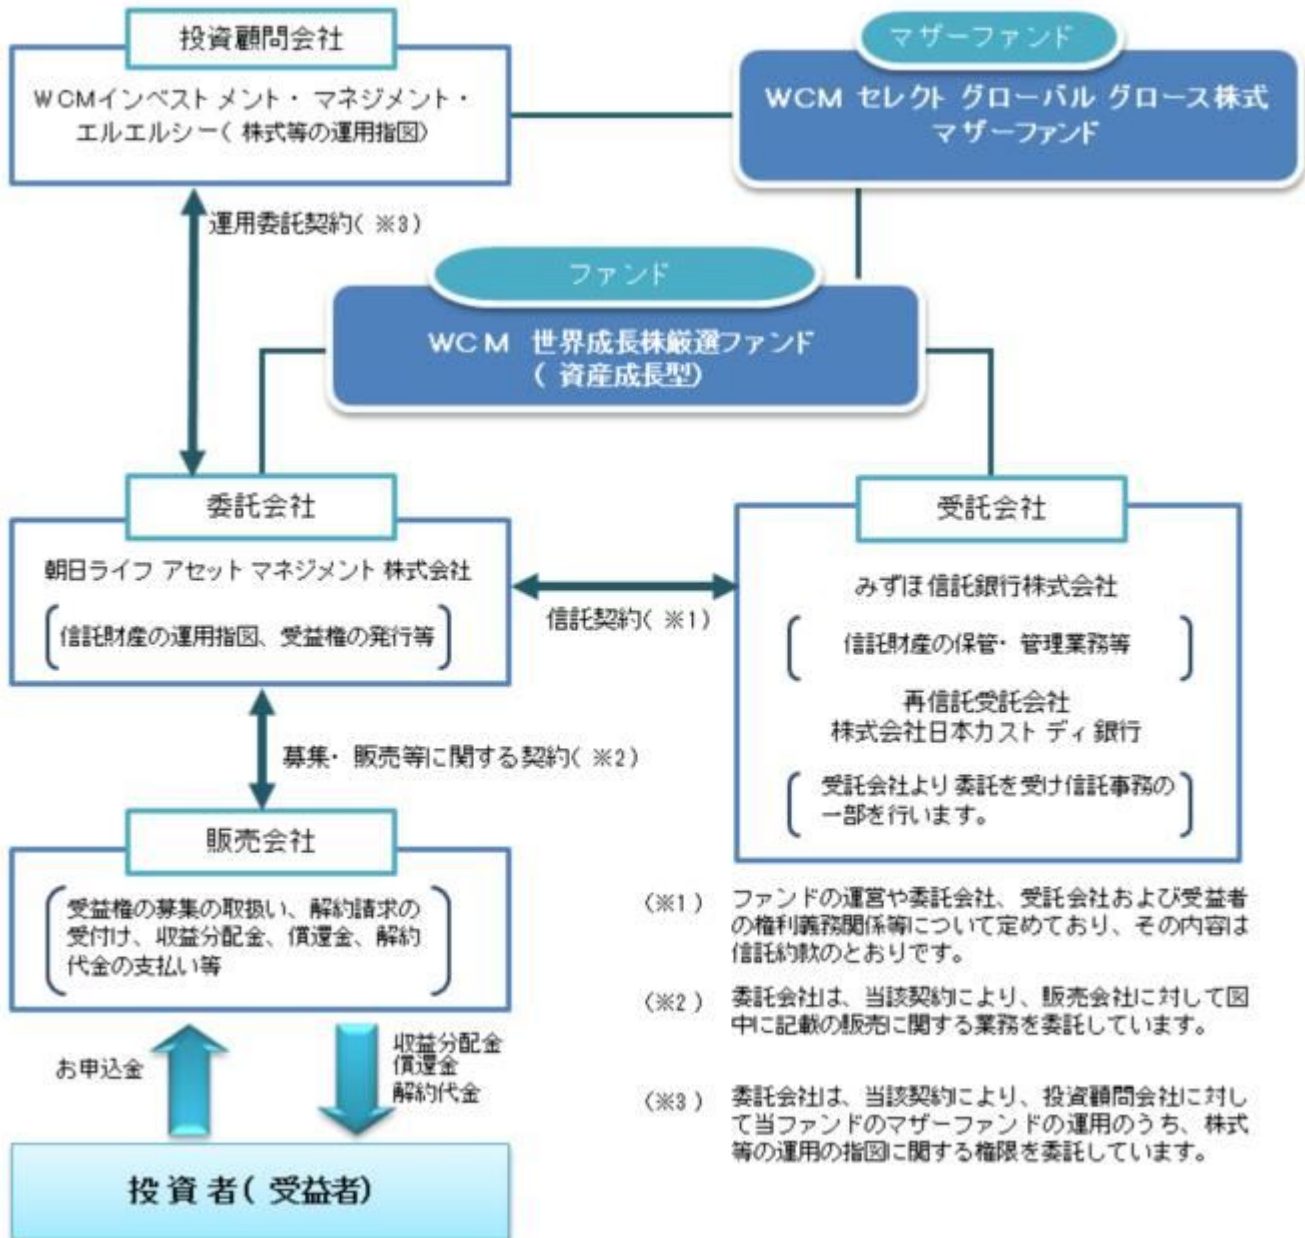 投資顧問会社
WCMインベストメント・マネジメント・
エルエルシー(株式等の運用指図)
マザーファンド
WCM セレクト グローバル グロース株式
マザーファンド
運用委託契約(※3)
ファンド
WCM 世界成長株厳選ファンド
(資産成長型)
委託会社
朝日ライフ アセット マネジメント 株式会社
信託財産の運用指図、受益権の発行等
信託契約(※1)
受託会社
みずほ信託銀行株式会社
信託財産の保管・管理業務等
再信託受託会社
株式会社日本カストディ銀行
受託会社より委託を受け信託事務の
一部を行います。
募集・販売等に関する契約(※2)
販売会社
受益権の募集の取扱い、解約請求の
受付け、収益分配金、償還金、解約
代金の支払い等
お申込金
収益分配金
償還金
解約代金
投資者(受益者)
(※1) ファンドの運営や委託会社、受託会社および受益者
の権利義務関係等について定めており、その内容は
信託約款のとおりです。
(※2) 委託会社は、当該契約により、販売会社に対して図
中に記載の販売に関する業務を委託しています。
(※3) 委託会社は、当該契約により、投資顧問会社に対し
て当ファンドのマザーファンドの運用のうち、株式
等の運用の指図に関する権限を委託しています。